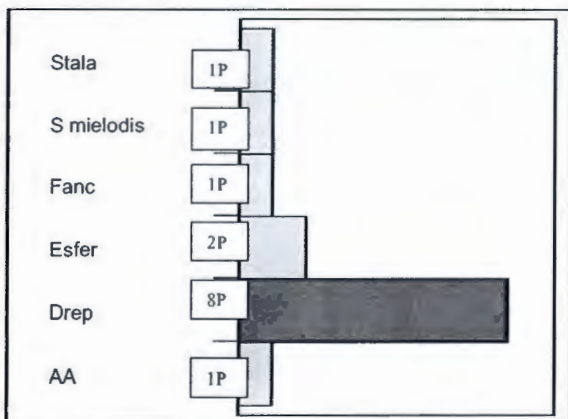 Stala 1P
S mielodis 1P
Fanc 1P
Esfer 2P
Drep 8P
AA 1P